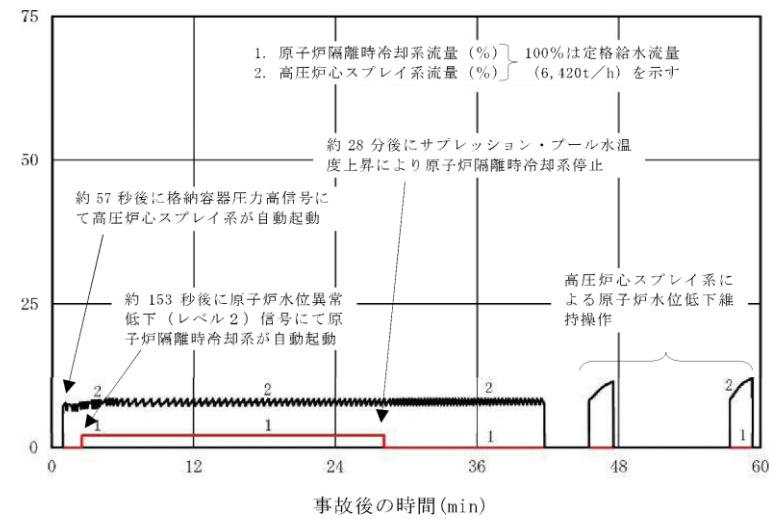 75
1. 原子炉隔離時冷却系流量(%) 100%は定格給水流量
2. 高圧炉心スプレイ系流量(%) (6,420t/h)を示す
約 28 分後にサプレッション・プール水温
度上昇により原子炉隔離時冷却系停止
50
約 57 秒後に格納容器圧力高信号に
て高圧炉心スプレイ系が自動起動
高圧炉心スプレイ系に
よる原子炉水位低下維
持操作
25
約 153 秒後に原子炉水位異常
低下(レベル2)信号にて原
子炉隔離時冷却系が自動起動
2 2 2 2
1 1 1 1
0
0 12 24 36 48 60
事故後の時間(min)